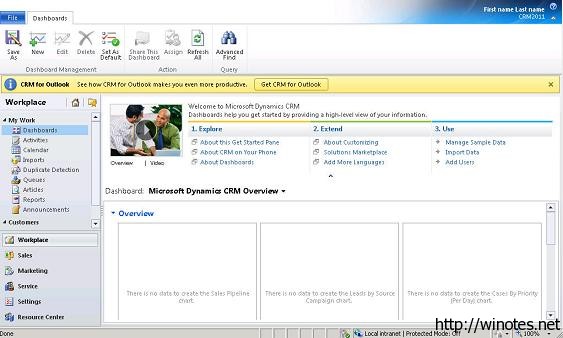 First name Last name
File
Dashboards
CRM2011
Save As
New
Edit
Delete
Set As Default
Share This Dashboard
Assign
Refresh All
Advanced Find
Dashboard Management
Action
Query
CRM for Outlook
See how CRM for Outlook makes you even more productive.
Get CRM for Outlook
Workplace
My Work
Dashboards
Activities
Calendar
Imports
Duplicate Detection
Queues
Articles
Reports
Announcements
Customers
Workplace
Sales
Marketing
Service
Settings
Resource Center
Overview | Video
Welcome to Microsoft Dynamics CRM
Dashboards help you get started by providing a high-level view of your information.
1. Explore
About this Get Started Pane
About CRM on Your Phone
About Dashboards
2. Extend
About Customizing
Solutions Marketplace
Add More Languages
3. Use
Manage Sample Data
Import Data
Add Users
Dashboard: Microsoft Dynamics CRM Overview
Overview
There is no data to create the Sales Pipeline chart.
There is no data to create the Leads by Source Campaign chart.
There is no data to create the Cases By Priority (Per Day) chart.
http://winotes.net
Done
Local intranet | Protected Mode: Off
100%